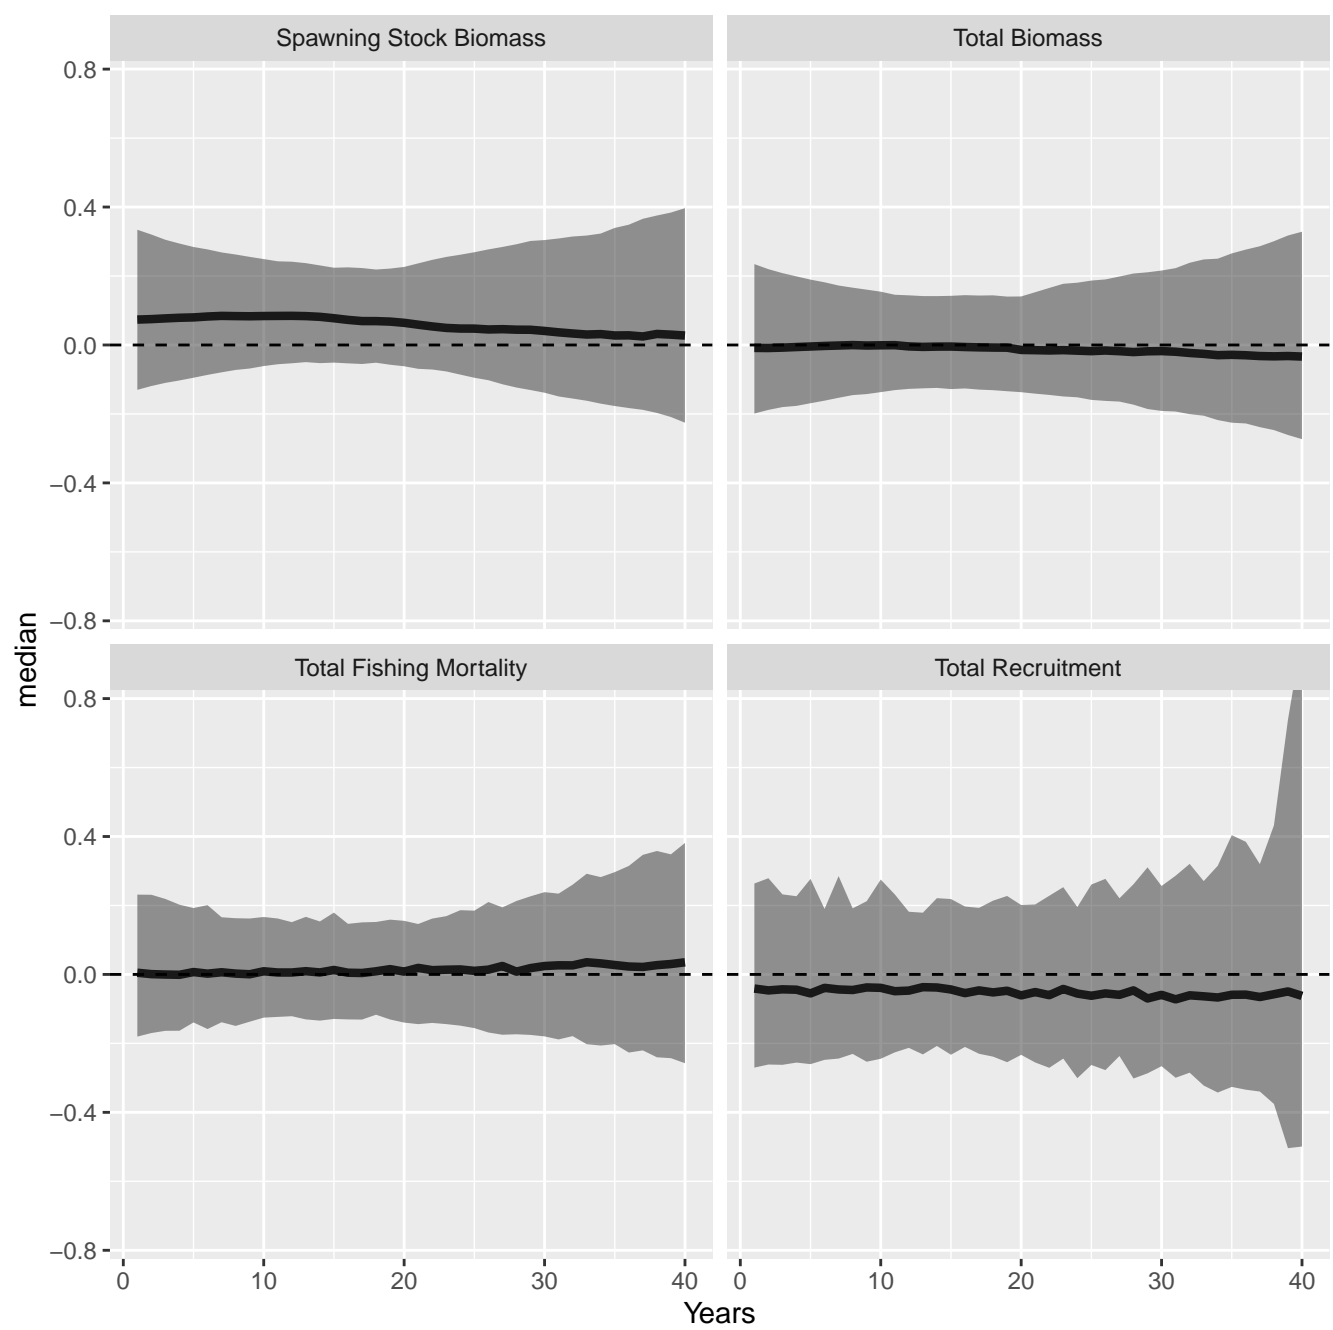 Spawning Stock Biomass
Total Biomass
0.8
0.4
0.0
−0.4
−0.8
median
Total Fishing Mortality
Total Recruitment
0.8
0.4
0.0
−0.4
−0.8
0 10 20 30 40
0 10 20 30 40
Years